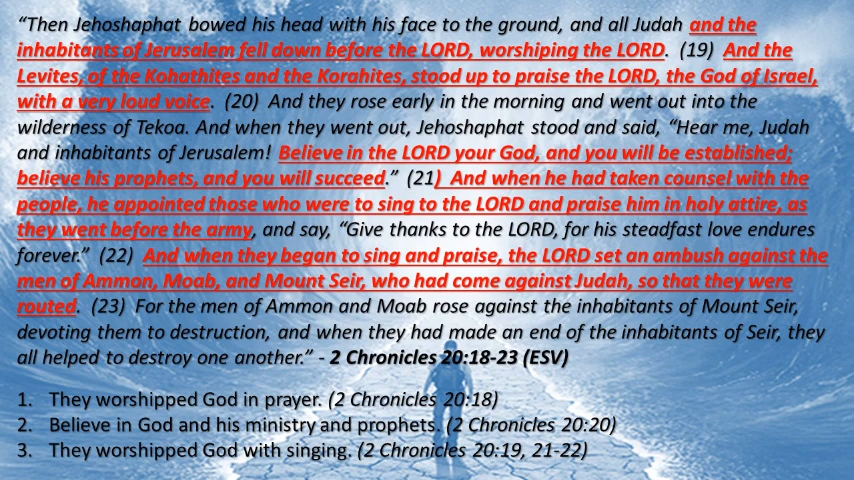 “Then Jehoshaphat bowed his head with his face to the ground, and all Judah and the
inhabitants of Jerusalem fell down before the LORD, worshiping the LORD.  (19)  And the
Levites, of the Kohathites and the Korahites, stood up to praise the LORD, the God of Israel,
with a very loud voice.  (20)  And they rose early in the morning and went out into the
wilderness of Tekoa. And when they went out, Jehoshaphat stood and said, “Hear me, Judah
and inhabitants of Jerusalem! Believe in the LORD your God, and you will be established;
believe his prophets, and you will succeed.”  (21)  And when he had taken counsel with the
people, he appointed those who were to sing to the LORD and praise him in holy attire, as
they went before the army, and say, “Give thanks to the LORD, for his steadfast love endures
forever.”  (22)  And when they began to sing and praise, the LORD set an ambush against the
men of Ammon, Moab, and Mount Seir, who had come against Judah, so that they were
routed.  (23)  For the men of Ammon and Moab rose against the inhabitants of Mount Seir,
devoting them to destruction, and when they had made an end of the inhabitants of Seir, they
all helped to destroy one another.” - 2 Chronicles 20:18-23 (ESV)
1. They worshipped God in prayer. (2 Chronicles 20:18)
2. Believe in God and his ministry and prophets. (2 Chronicles 20:20)
3. They worshipped God with singing. (2 Chronicles 20:19, 21-22)